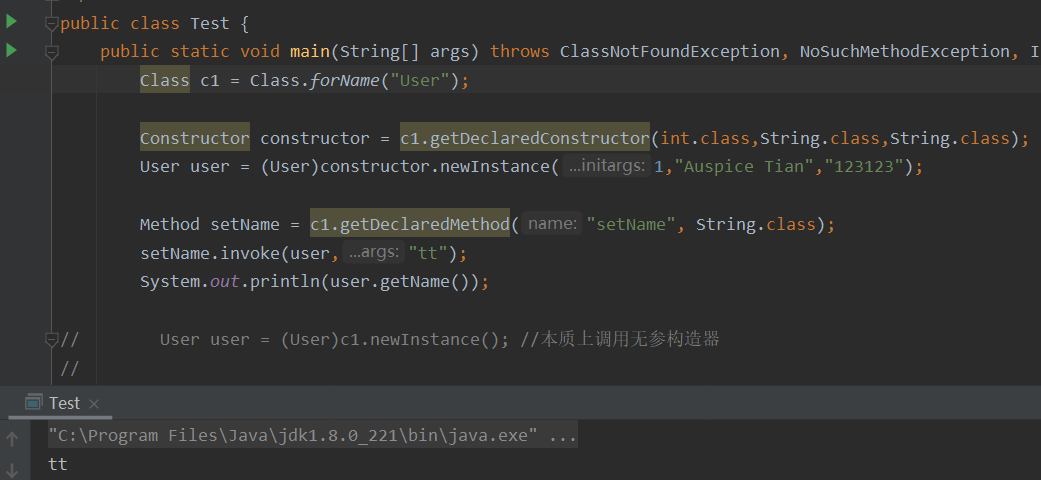 public class Test {
public static void main(String[] args) throws ClassNotFoundException, NoSuchMethodException, I
Class c1 = Class.forName("User");
Constructor constructor = c1.getDeclaredConstructor(int.class,String.class,String.class);
User user = (User)constructor.newInstance( ...initargs: 1,"Auspice Tian","123123");
Method setName = c1.getDeclaredMethod( name: "setName", String.class);
setName.invoke(user, ...args: "tt");
System.out.println(user.getName());
// User user = (User)c1.newInstance(); //本质上调用无参构造器
//
Test ×
"C:\Program Files\Java\jdk1.8.0_221\bin\java.exe" ...
tt